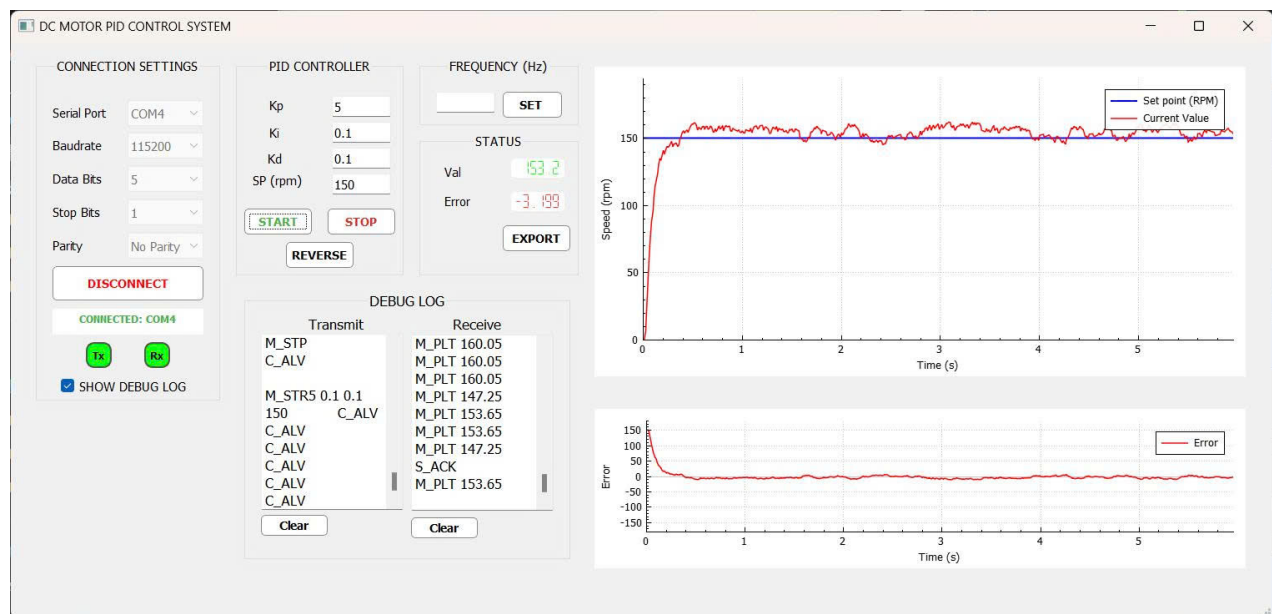 DC MOTOR PID CONTROL SYSTEM
CONNECTION SETTINGS
Serial Port COM4
Baudrate 115200
Data Bits 5
Stop Bits 1
Parity No Parity
DISCONNECT
CONNECTED: COM4
Tx Rx
SHOW DEBUG LOG
PID CONTROLLER
Kp 5
Ki 0.1
Kd 0.1
SP (rpm) 150
START STOP
REVERSE
FREQUENCY (Hz)
SET
STATUS
Val 153.2
Error -3.199
EXPORT
DEBUG LOG
Transmit
M_STP
C_ALV
M_STR5 0.1 0.1
150 C_ALV
C_ALV
C_ALV
C_ALV
C_ALV
C_ALV
Clear
Receive
M_PLT 160.05
M_PLT 160.05
M_PLT 160.05
M_PLT 147.25
M_PLT 153.65
M_PLT 153.65
M_PLT 147.25
S_ACK
M_PLT 153.65
Clear
Set point (RPM)
Current Value
Speed (rpm)
150
100
50
0
0 1 2 3 4 5
Time (s)
Error
Error
150
100
50
0
-50
-100
-150
0 1 2 3 4 5
Time (s)